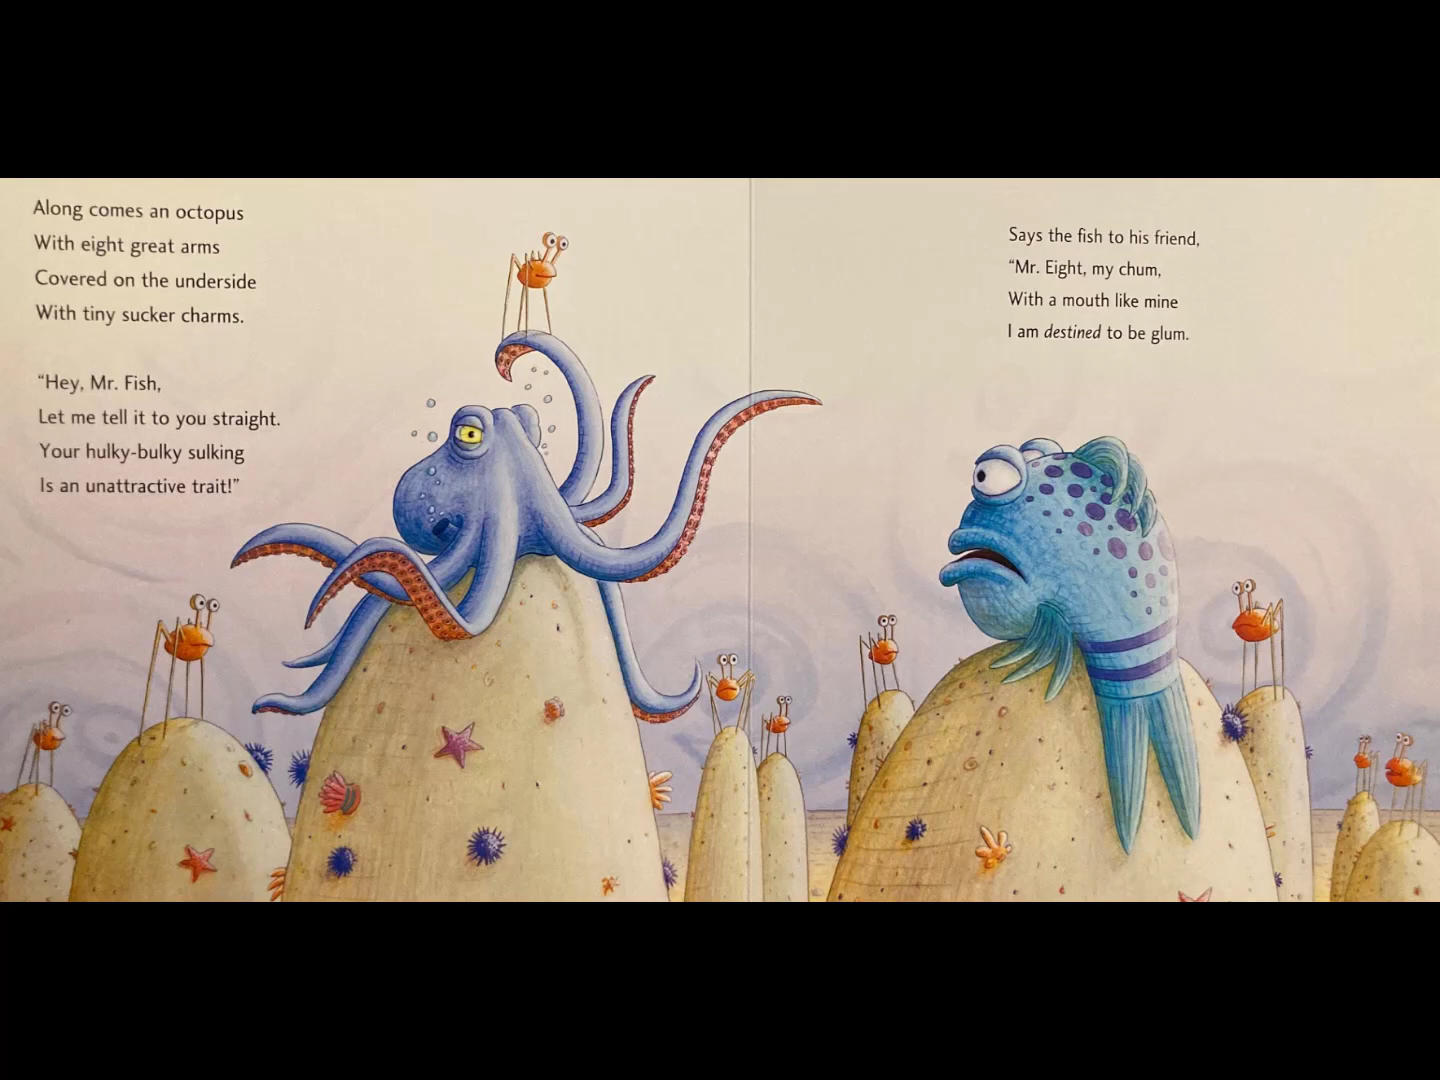 Along comes an octopus
With eight great arms
Covered on the underside
With tiny sucker charms.
“Hey, Mr. Fish,
Let me tell it to you straight.
Your hulky-bulky sulking
Is an unattractive trait!”
Says the fish to his friend,
“Mr. Eight, my chum,
With a mouth like mine
I am destined to be glum.